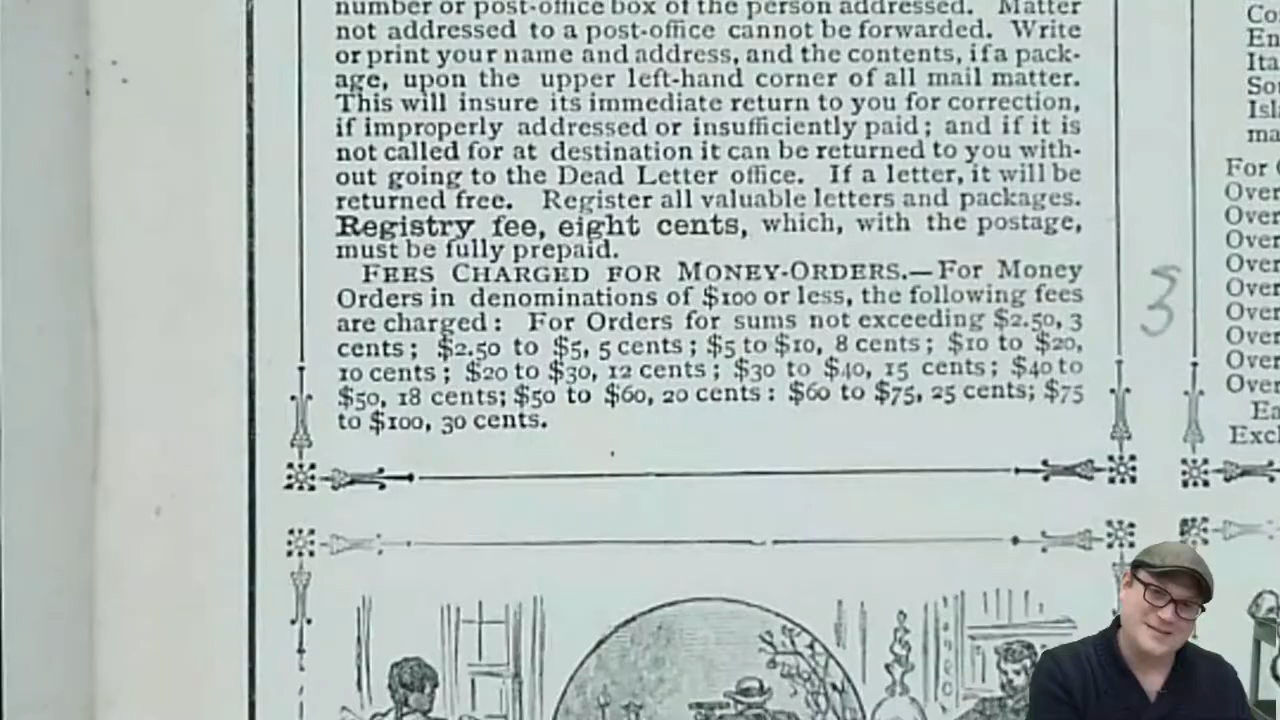 number or post-office box of the person addressed. Matter
not addressed to a post-office cannot be forwarded. Write
or print your name and address, and the contents, if a pack-
age, upon the upper left-hand corner of all mail matter.
This will insure its immediate return to you for correction,
if improperly addressed or insufficiently paid; and if it is
not called for at destination it can be returned to you with-
out going to the Dead Letter office. If a letter, it will be
returned free. Register all valuable letters and packages.
Registry fee, eight cents, which, with the postage,
must be fully prepaid.
FEES CHARGED FOR MONEY-ORDERS.—For Money
Orders in denominations of $100 or less, the following fees
are charged: For Orders for sums not exceeding $2.50, 3
cents; $2.50 to $5, 5 cents; $5 to $10, 8 cents; $10 to $20,
10 cents; $20 to $30, 12 cents; $30 to $40, 15 cents; $40 to
$50, 18 cents; $50 to $60, 20 cents: $60 to $75, 25 cents; $75
to $100, 30 cents.
3
For
Over
Over
Over
Over
Over
Over
Over
Over
Over